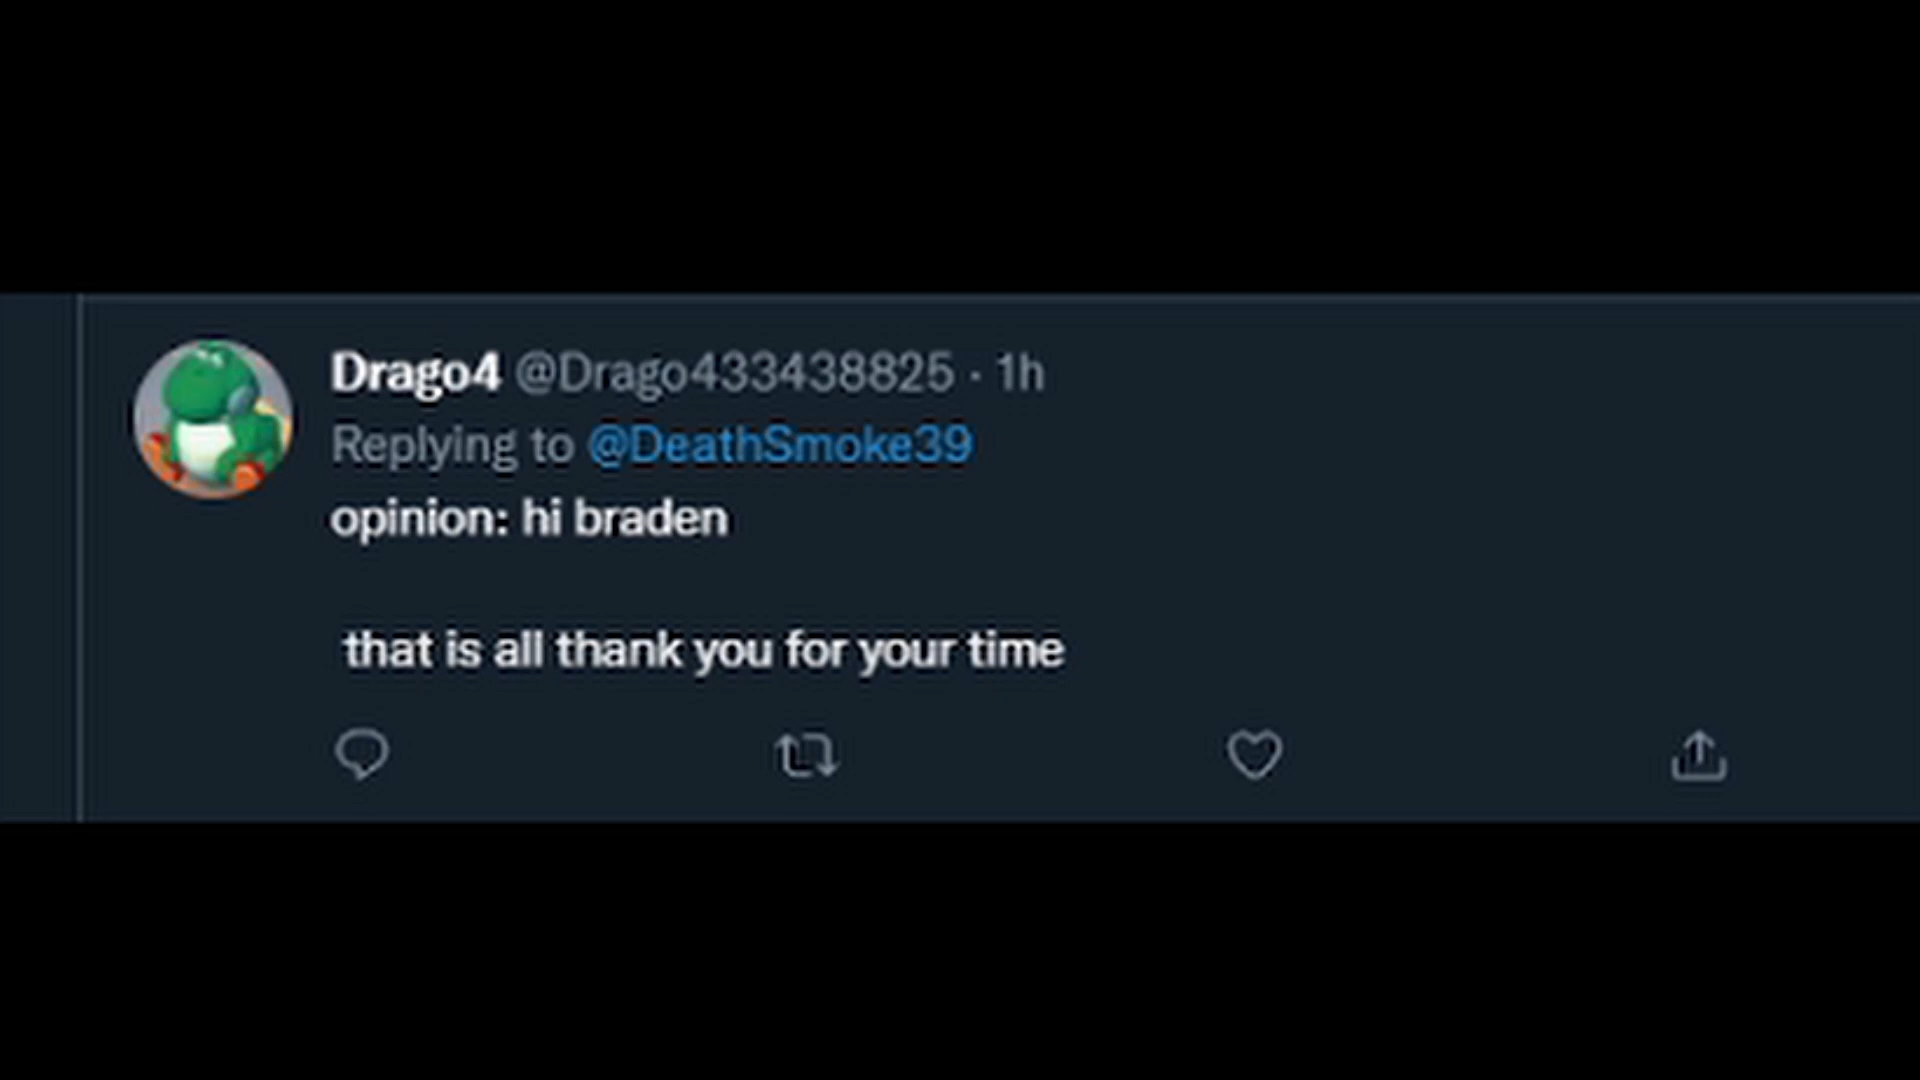 Drago4 @Drago433438825 · 1h
Replying to @DeathSmoke39
opinion: hi braden
that is all thank you for your time